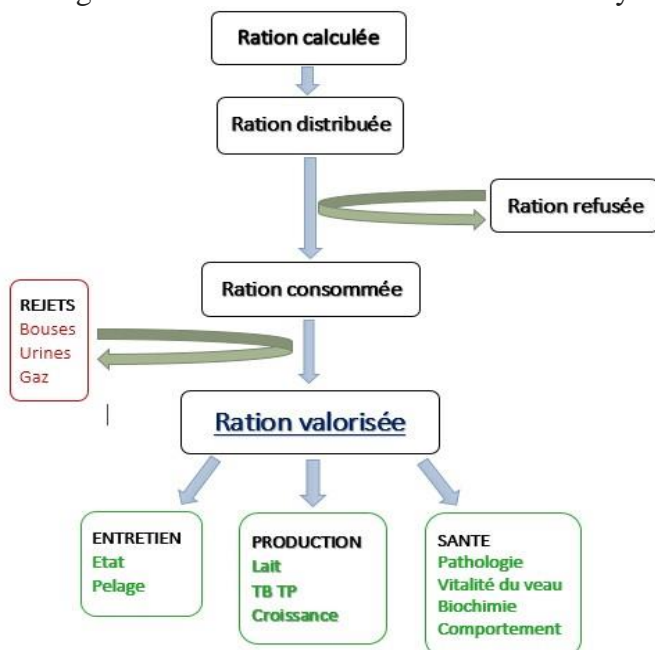 Ration calculée
Ration distribuée
Ration refusée
Ration consommée
REJETS
Bouses
Urines
Gaz
Ration valorisée
ENTRETIEN
Etat
Pelage
PRODUCTION
Lait
TB TP
Croissance
SANTE
Pathologie
Vitalité du veau
Biochimie
Comportement